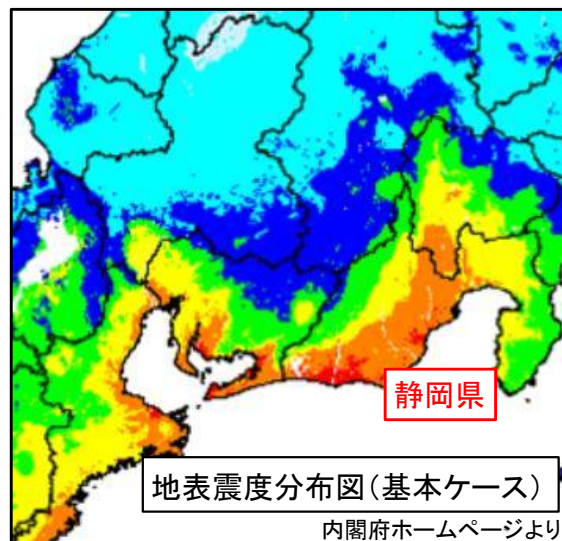 静岡県
地表震度分布図(基本ケース)
内閣府ホームページより